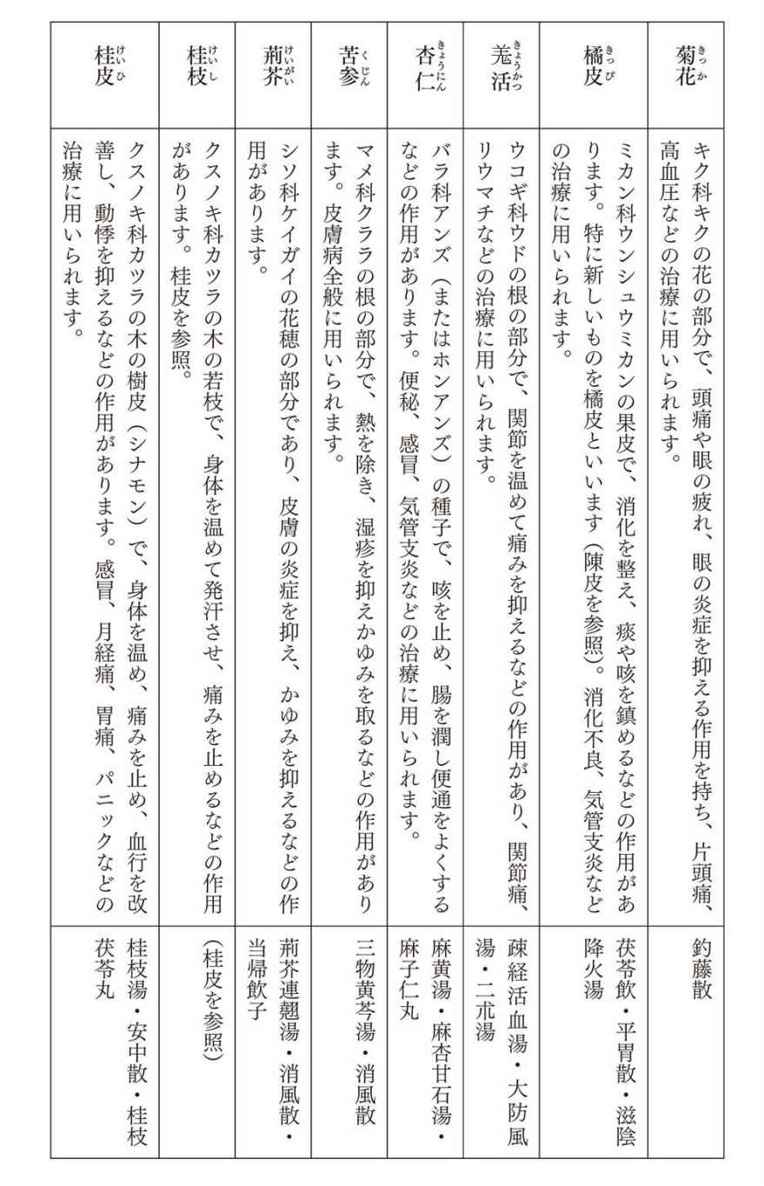 菊花
きっか
キク科キクの花の部分で、頭痛や眼の疲れ、眼の炎症を抑える作用を持ち、片頭痛、
高血圧などの治療に用いられます。
釣藤散
橘皮
きっぴ
ミカン科ウンシュウミカンの果皮で、消化を整え、痰や咳を鎮めるなどの作用があ
ります。特に新しいものを橘皮といいます（陳皮を参照）。消化不良、気管支炎など
の治療に用いられます。
茯苓飲・平胃散・滋陰
降火湯
羌活
きょうかつ
ウコギ科ウドの根の部分で、関節を温めて痛みを抑えるなどの作用があり、関節痛、
リウマチなどの治療に用いられます。
疎経活血湯・大防風
湯・二朮湯
杏仁
きょうにん
バラ科アンズ（またはホンアンズ）の種子で、咳を止め、腸を潤し便通をよくする
などの作用があります。便秘、感冒、気管支炎などの治療に用いられます。
麻黄湯・麻杏甘石湯・
麻子仁丸
苦参
くじん
マメ科クララの根の部分で、熱を除き、湿疹を抑えかゆみを取るなどの作用があり
ます。皮膚病全般に用いられます。
三物黄芩湯・消風散
荊芥
けいがい
シソ科ケイガイの花穂の部分であり、皮膚の炎症を抑え、かゆみを抑えるなどの作
用があります。
荊芥連翹湯・消風散・
当帰飲子
桂枝
けいし
クスノキ科カツラの木の若枝で、身体を温めて発汗させ、痛みを止めるなどの作用
があります。桂皮を参照。
（桂皮を参照）
桂皮
けいひ
クスノキ科カツラの木の樹皮（シナモン）で、身体を温め、痛みを止め、血行を改
善し、動悸を抑えるなどの作用があります。感冒、月経痛、胃痛、パニックなどの
治療に用いられます。
桂枝湯・安中散・桂枝
茯苓丸